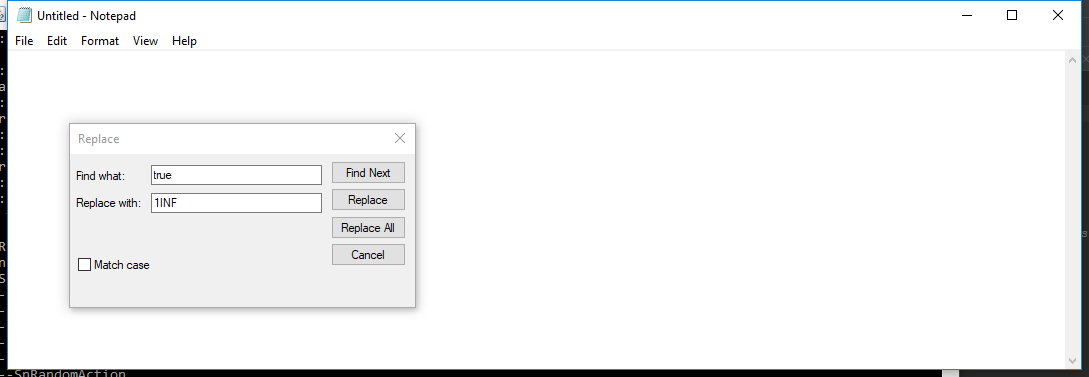 Untitled - Notepad
File Edit Format View Help
Replace
Find what: true Find Next
Replace with: 1INF Replace
Replace All
Cancel
Match case
--SnRandomAction